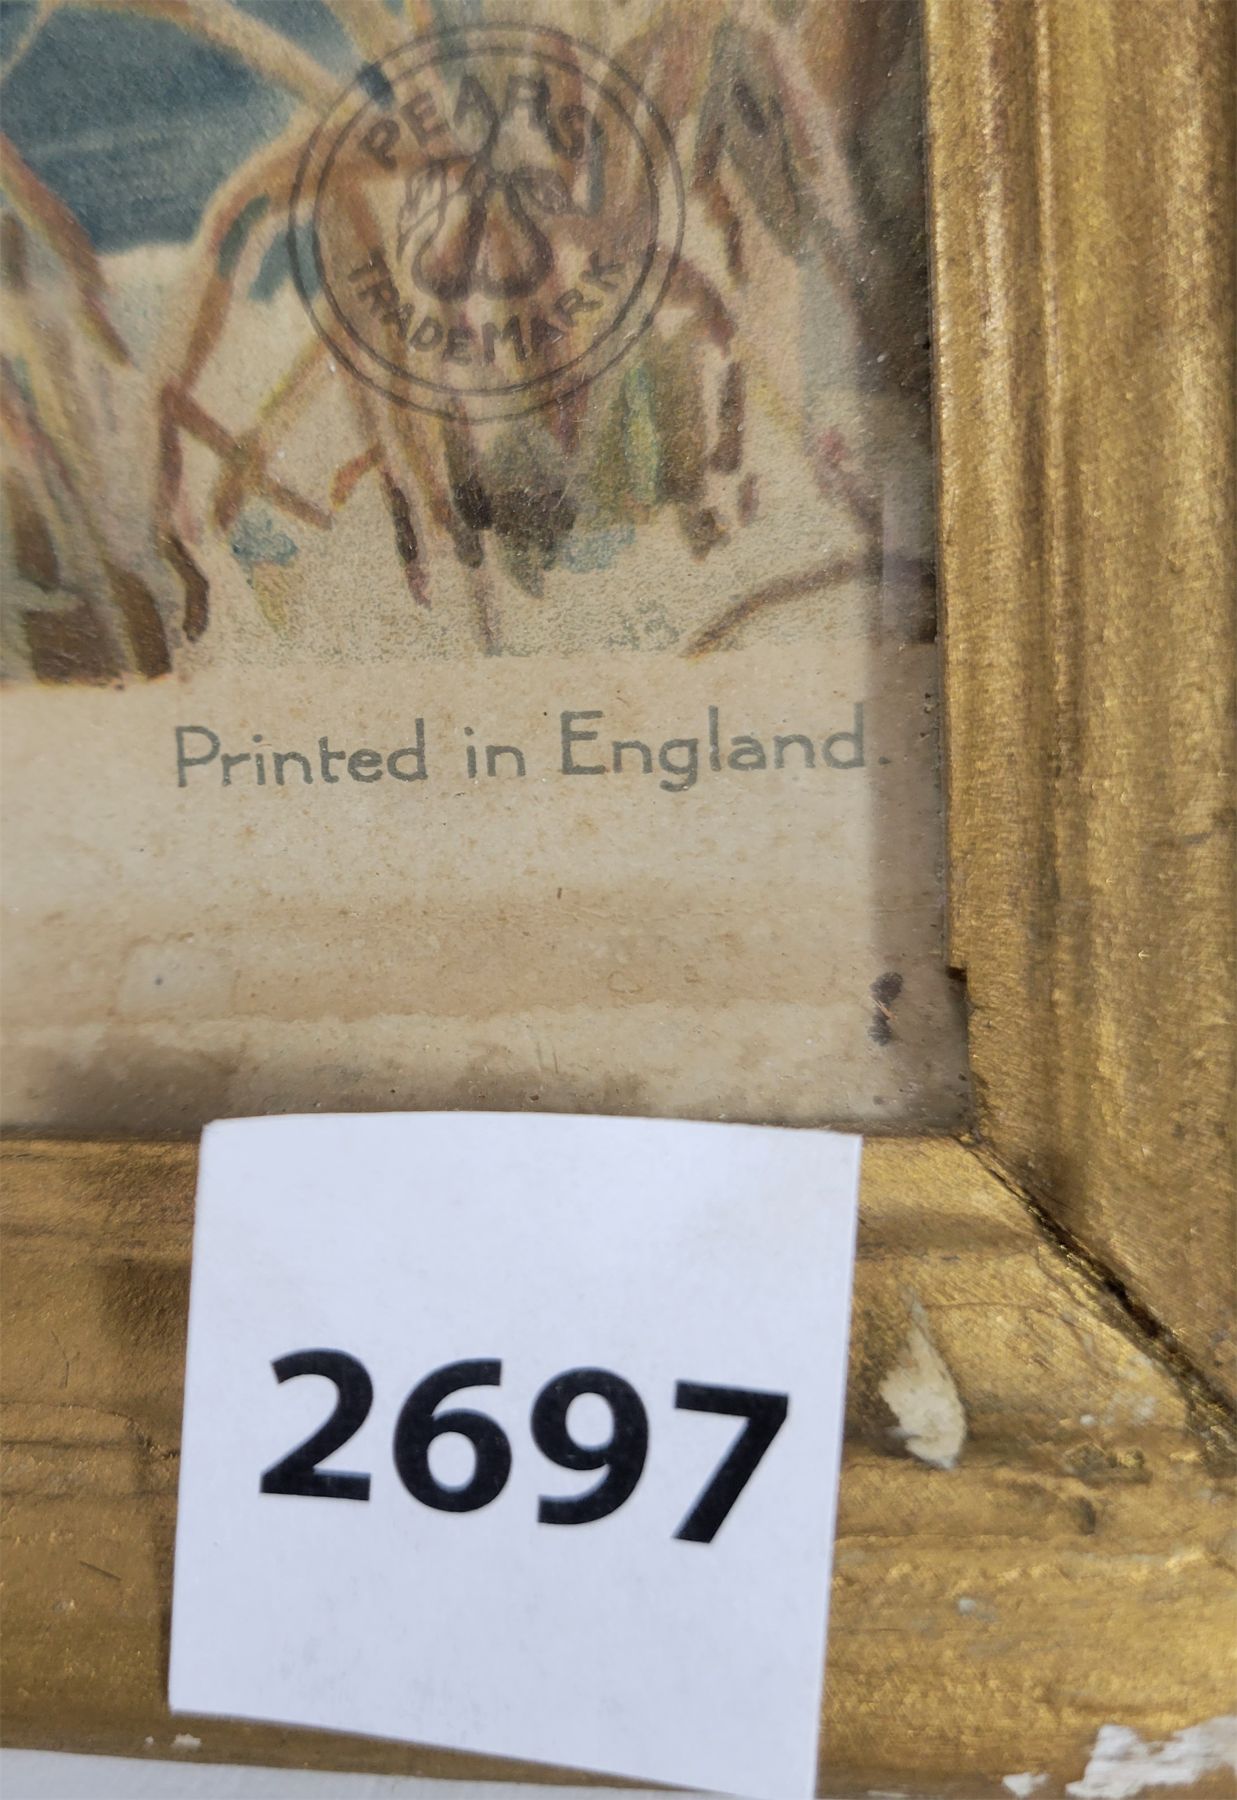 PEARS
TRADEMARK
Printed in England.
2697